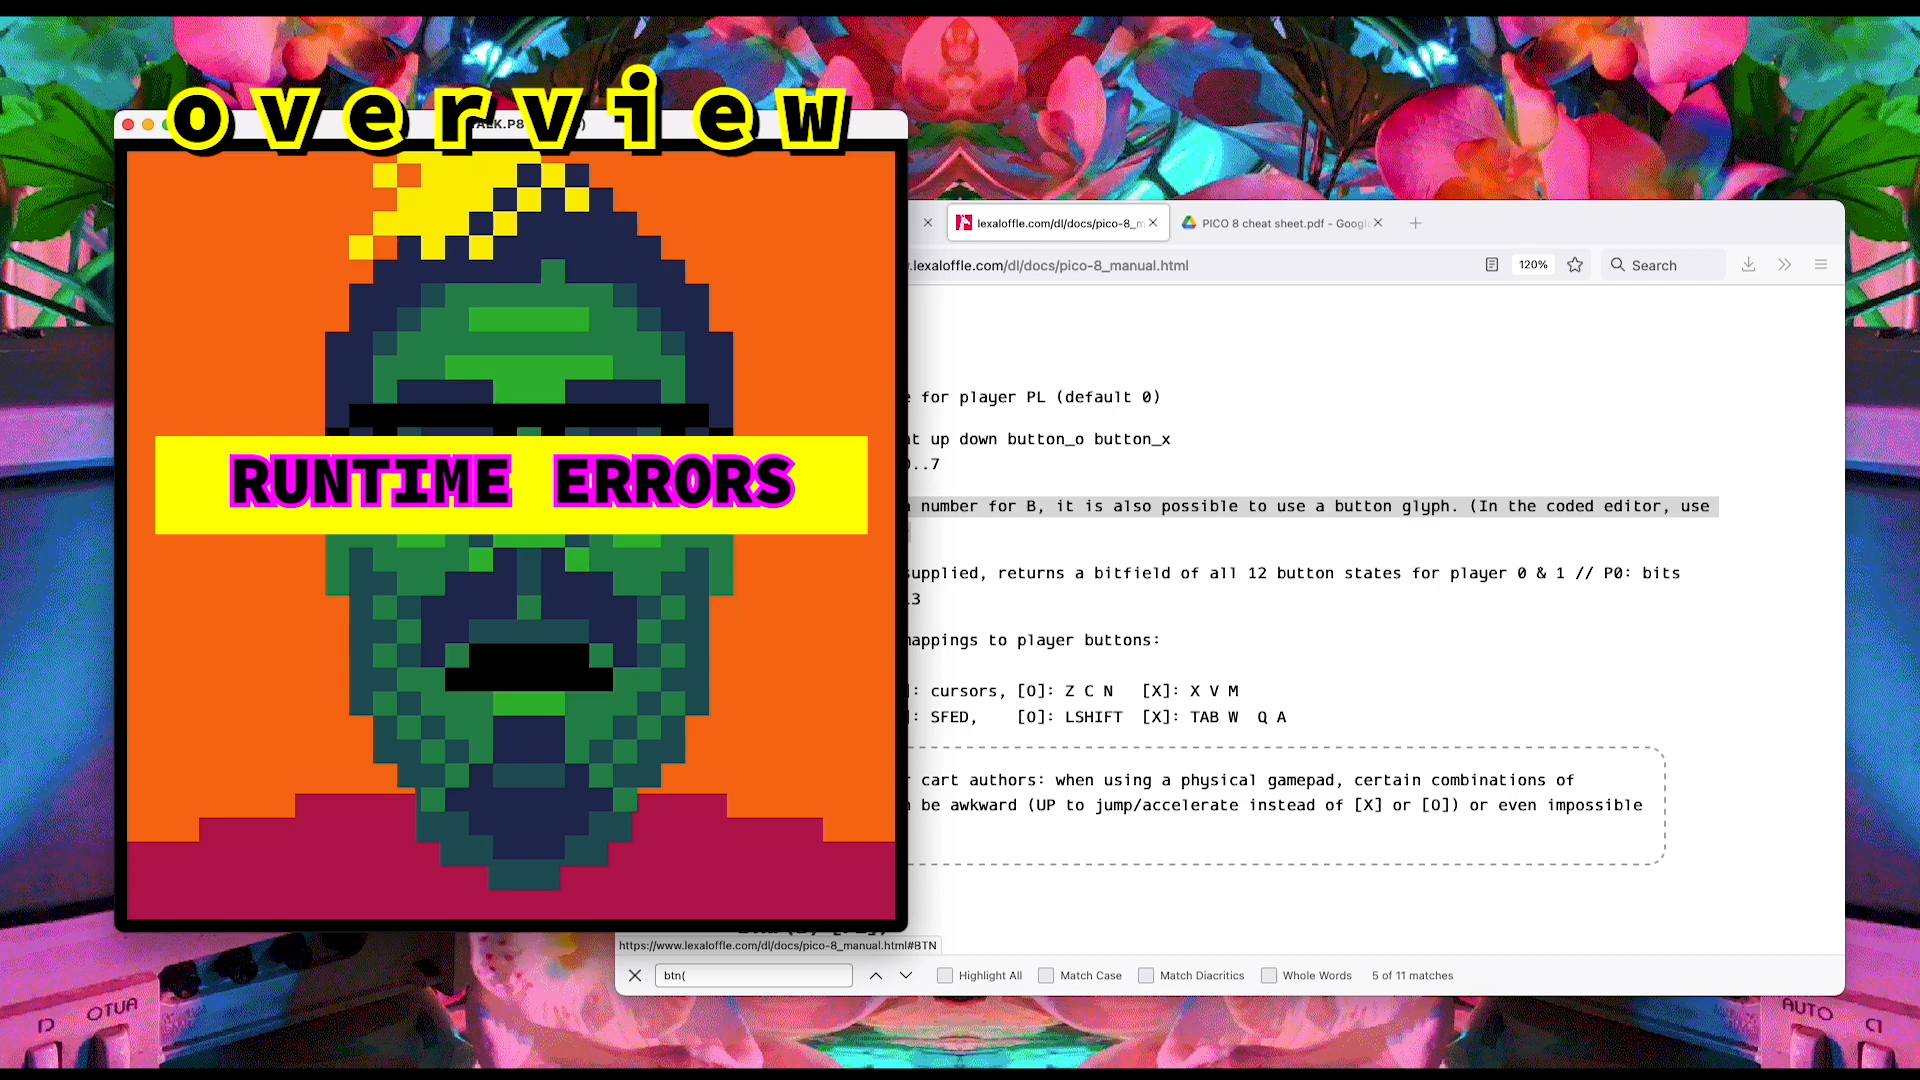 overview
ALK.P8
RUNTIME ERRORS
lexaloffle.com/dl/docs/pico-8_m
PICO 8 cheat sheet.pdf - Googl
.lexaloffle.com/dl/docs/pico-8_manual.html
120%
Search
for player PL (default 0)
up down button_o button_x
..7
number for B, it is also possible to use a button glyph. (In the coded editor, use
supplied, returns a bitfield of all 12 button states for player 0 & 1 // P0: bits
mappings to player buttons:
]: cursors, [O]: Z C N [X]: X V M
]: SFED, [O]: LSHIFT [X]: TAB W Q A
cart authors: when using a physical gamepad, certain combinations of
be awkward (UP to jump/accelerate instead of [X] or [O]) or even impossible
https://www.lexaloffle.com/dl/docs/pico-8_manual.html#BTN
btn(
Highlight All
Match Case
Match Diacritics
Whole Words
5 of 11 matches
AUTO
AUTO